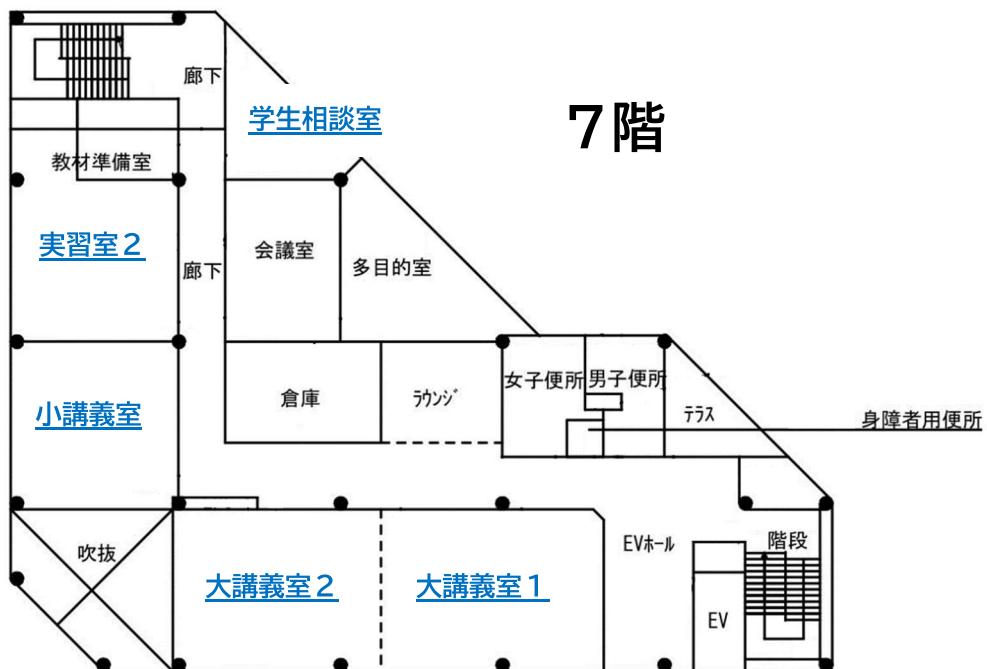 廊下
学生相談室
7階
教材準備室
実習室2
廊下
会議室
多目的室
小講義室
倉庫
ラウンジ
女子便所
男子便所
テラス
身障者用便所
吹抜
大講義室2
大講義室1
EVホール
階段
EV